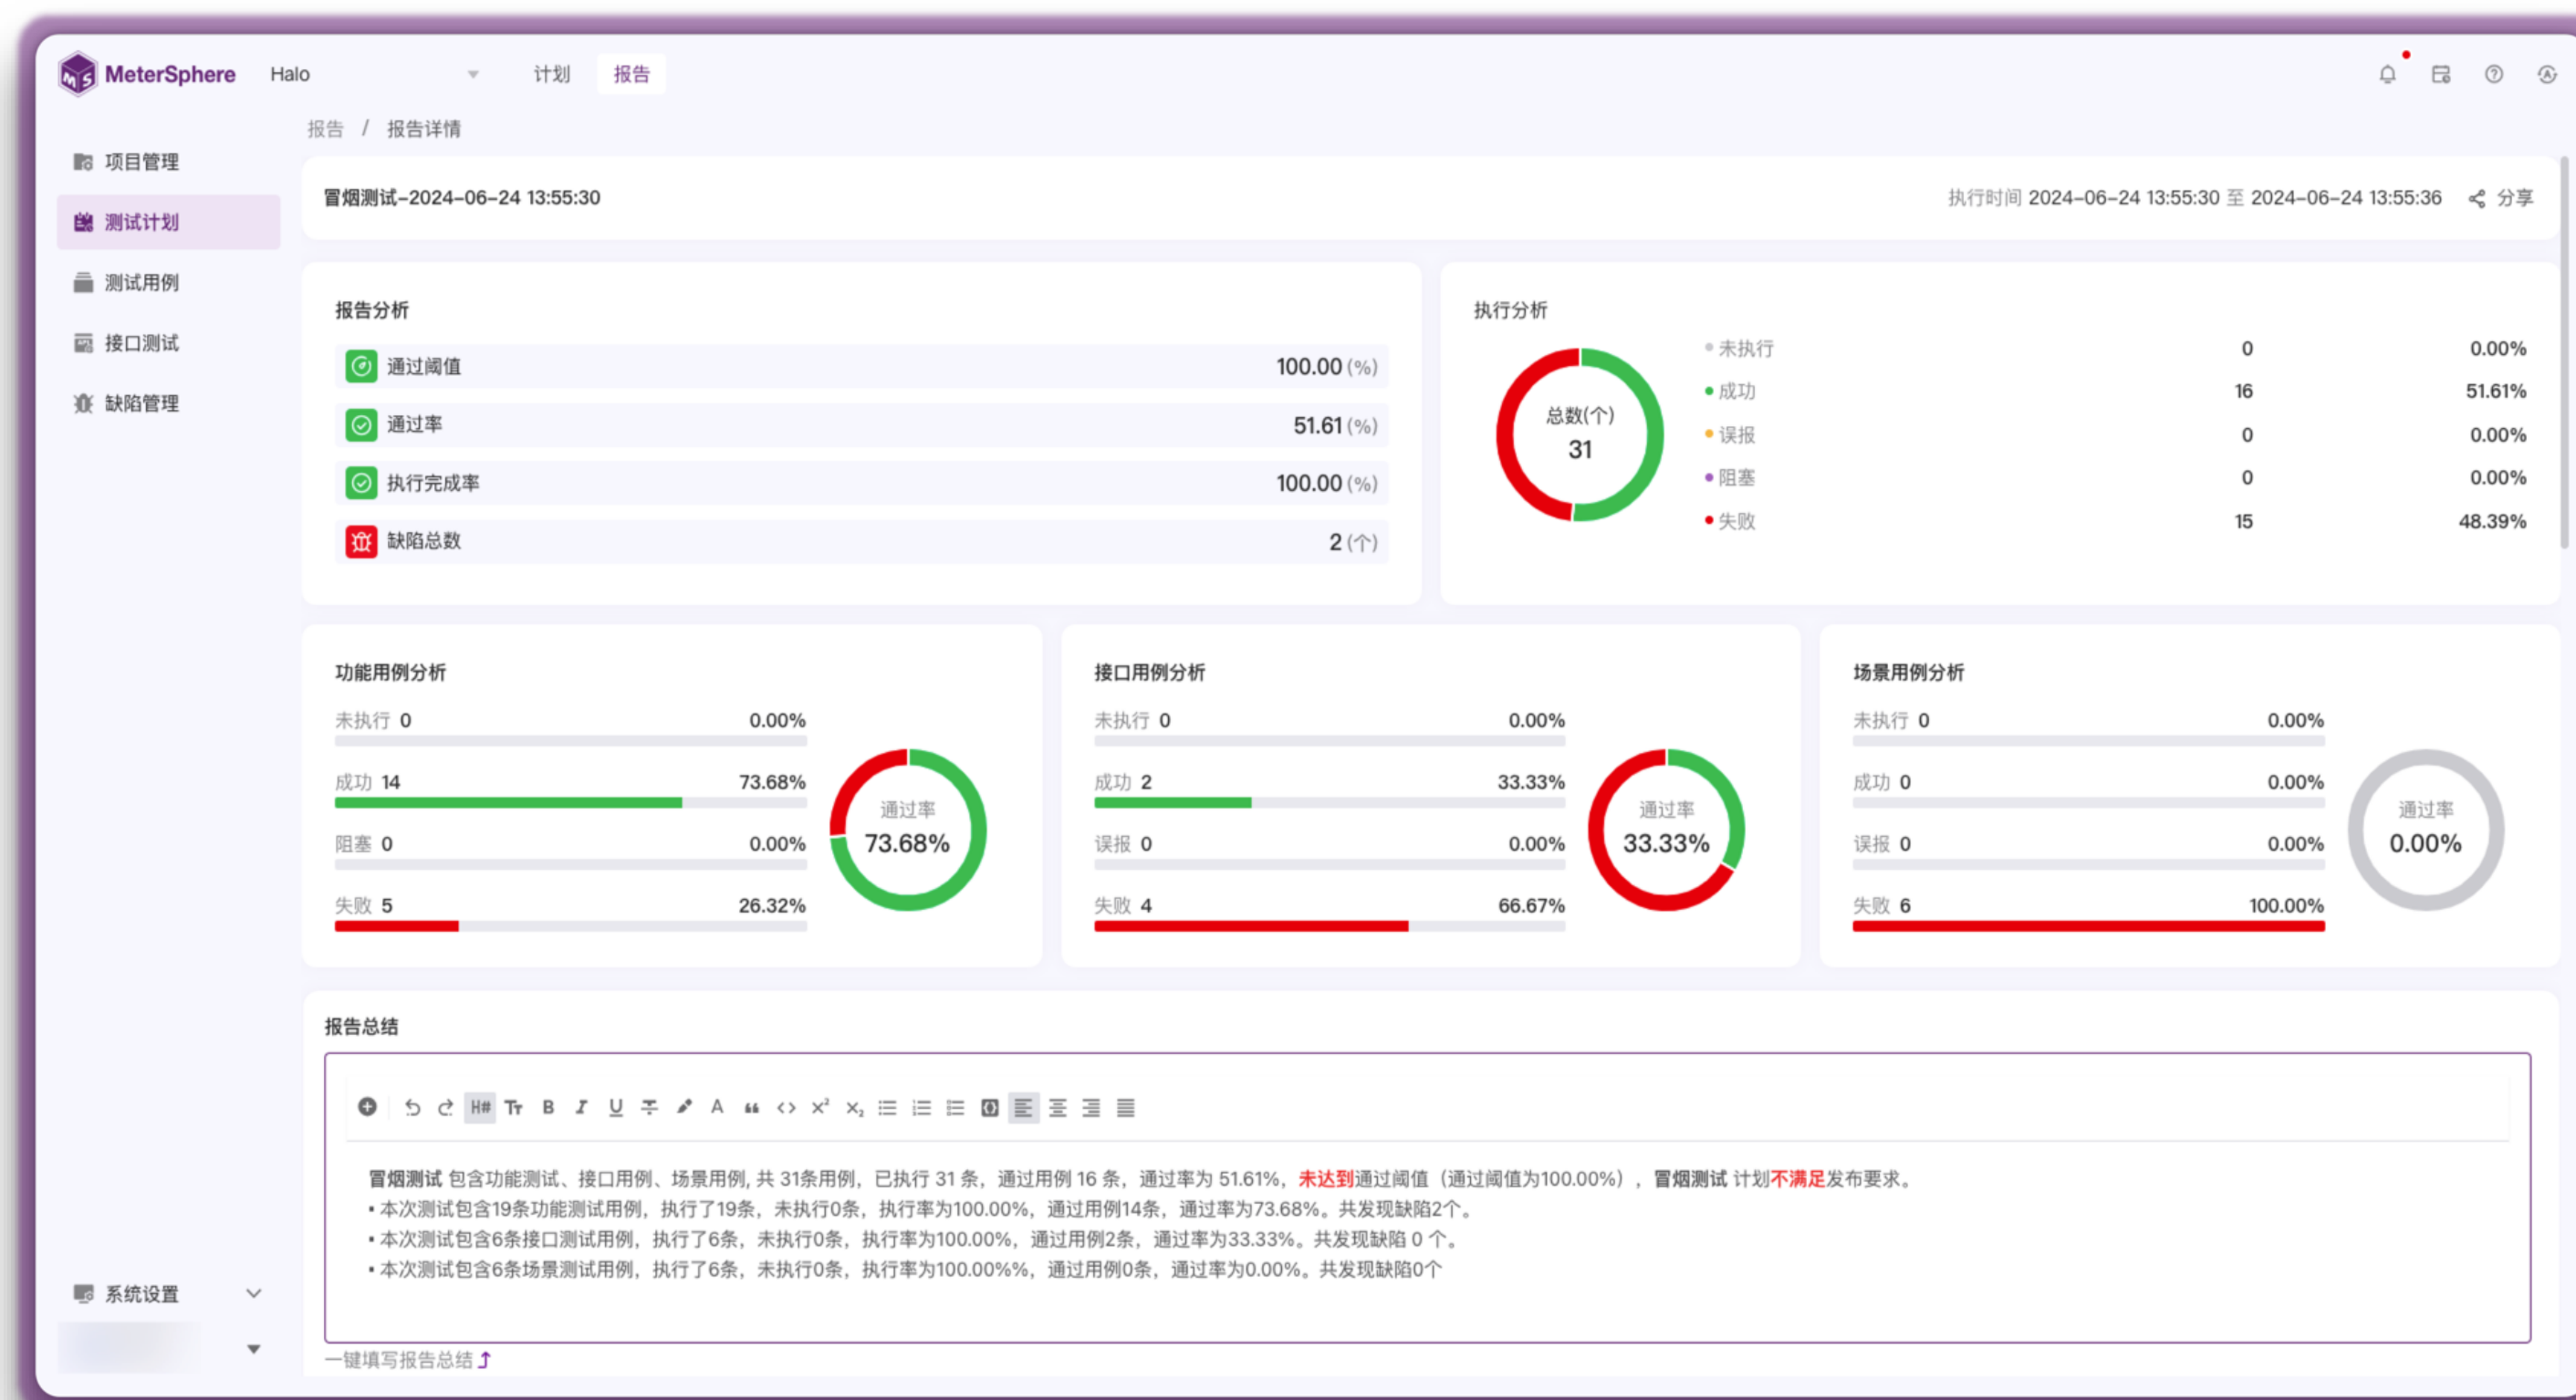 MeterSphere Halo 计划 报告
报告 / 报告详情
项目管理
测试计划
测试用例
接口测试
缺陷管理
冒烟测试-2024-06-24 13:55:30
执行时间 2024-06-24 13:55:30 至 2024-06-24 13:55:36 分享
报告分析
通过阈值 100.00 (%)
通过率 51.61 (%)
执行完成率 100.00 (%)
缺陷总数 2 (个)
执行分析
总数(个)
31
未执行 0 0.00%
成功 16 51.61%
误报 0 0.00%
阻塞 0 0.00%
失败 15 48.39%
功能用例分析
未执行 0 0.00%
成功 14 73.68%
阻塞 0 0.00%
失败 5 26.32%
通过率
73.68%
接口用例分析
未执行 0 0.00%
成功 2 33.33%
误报 0 0.00%
失败 4 66.67%
通过率
33.33%
场景用例分析
未执行 0 0.00%
成功 0 0.00%
误报 0 0.00%
失败 6 100.00%
通过率
0.00%
报告总结
冒烟测试 包含功能测试、接口用例、场景用例, 共 31条用例，已执行 31 条，通过用例 16 条，通过率为 51.61%，未达到通过阈值（通过阈值为100.00%），冒烟测试 计划不满足发布要求。
▪ 本次测试包含19条功能测试用例，执行了19条，未执行0条，执行率为100.00%，通过用例14条，通过率为73.68%。共发现缺陷2个。
▪ 本次测试包含6条接口测试用例，执行了6条，未执行0条，执行率为100.00%，通过用例2条，通过率为33.33%。共发现缺陷 0 个。
▪ 本次测试包含6条场景测试用例，执行了6条，未执行0条，执行率为100.00%%，通过用例0条，通过率为0.00%。共发现缺陷0个
一键填写报告总结
系统设置